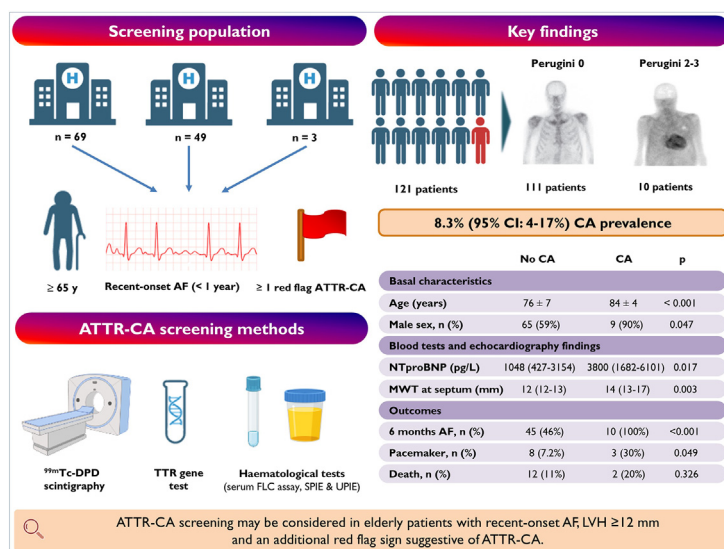 Screening population
H
H
H
n = 69
n = 49
n = 3
≥ 65 y
Recent-onset AF (< 1 year)
≥ 1 red flag ATTR-CA
ATTR-CA screening methods
⁹⁹ᵐTc-DPD
scintigraphy
TTR gene
test
Haematological tests
(serum FLC assay, SPIE & UPIE)
Key findings
Perugini 0
Perugini 2-3
121 patients
111 patients
10 patients
8.3% (95% CI: 4-17%) CA prevalence
No CA CA p
Basal characteristics
Age (years) 76 ± 7 84 ± 4 < 0.001
Male sex, n (%) 65 (59%) 9 (90%) 0.047
Blood tests and echocardiography findings
NTproBNP (pg/L) 1048 (427-3154) 3800 (1682-6101) 0.017
MWT at septum (mm) 12 (12-13) 14 (13-17) 0.003
Outcomes
6 months AF, n (%) 45 (46%) 10 (100%) <0.001
Pacemaker, n (%) 8 (7.2%) 3 (30%) 0.049
Death, n (%) 12 (11%) 2 (20%) 0.326
ATTR-CA screening may be considered in elderly patients with recent-onset AF, LVH ≥12 mm
and an additional red flag sign suggestive of ATTR-CA.